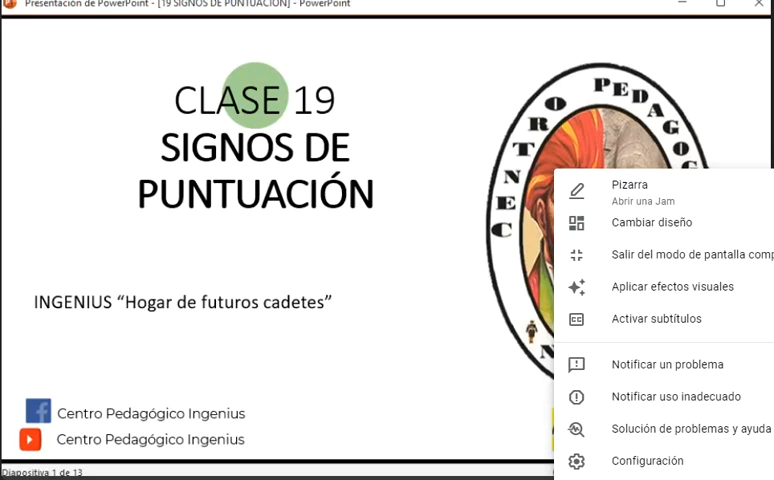 Presentación de PowerPoint - [19 SIGNOS DE PUNTUACIÓN] - PowerPoint
CLASE 19
SIGNOS DE
PUNTUACIÓN
INGENIUS “Hogar de futuros cadetes”
Centro Pedagógico Ingenius
Centro Pedagógico Ingenius
Diapositiva 1 de 13
CENTRO PEDAGOG
N
Pizarra
Abrir una Jam
Cambiar diseño
Salir del modo de pantalla comp
Aplicar efectos visuales
Activar subtítulos
Notificar un problema
Notificar uso inadecuado
Solución de problemas y ayuda
Configuración